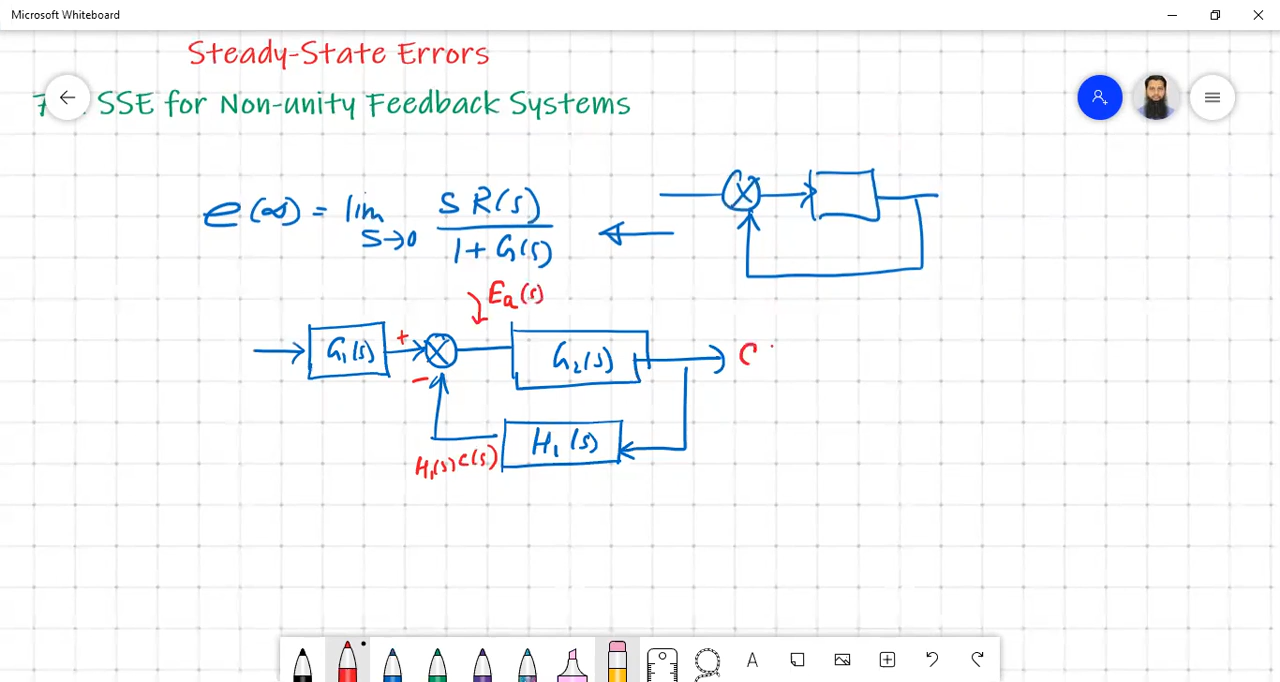 Microsoft Whiteboard
Steady-State Errors
SSE for Non-unity Feedback Systems
e(∞) = lim S→0 S R(s) / 1 + G(s)
Ea(s)
G1(s)
+
-
G2(s)
C
H1(s)
H1(s) C(s)
A